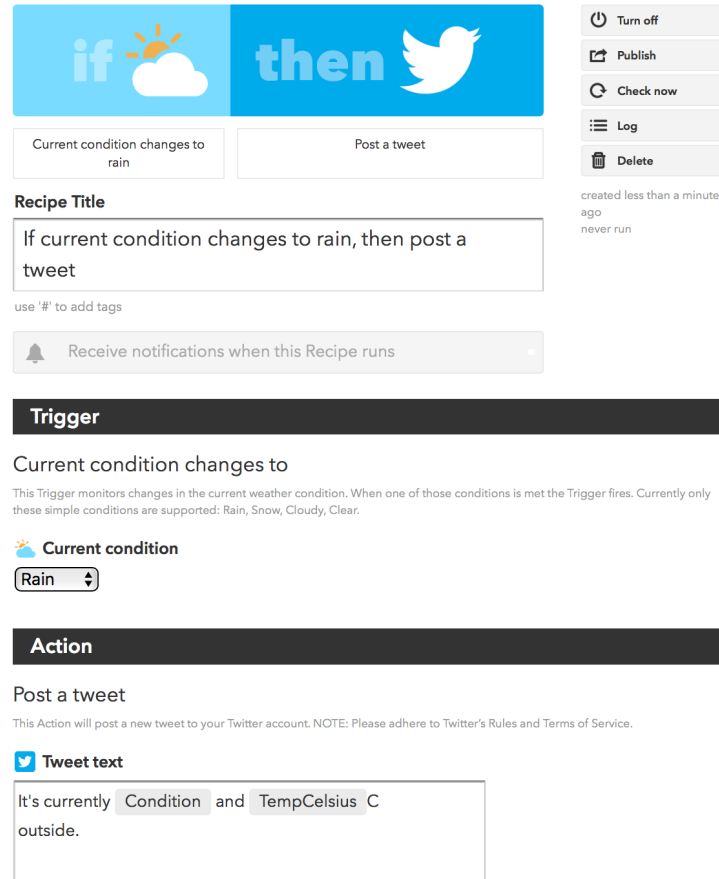 if then
Current condition changes to
rain
Post a tweet
Recipe Title
If current condition changes to rain, then post a
tweet
use '#' to add tags
Receive notifications when this Recipe runs
Turn off
Publish
Check now
Log
Delete
created less than a minute
ago
never run
Trigger
Current condition changes to
This Trigger monitors changes in the current weather condition. When one of those conditions is met the Trigger fires. Currently only
these simple conditions are supported: Rain, Snow, Cloudy, Clear.
Current condition
Rain
Action
Post a tweet
This Action will post a new tweet to your Twitter account. NOTE: Please adhere to Twitter's Rules and Terms of Service.
Tweet text
It's currently Condition and TempCelsius C
outside.